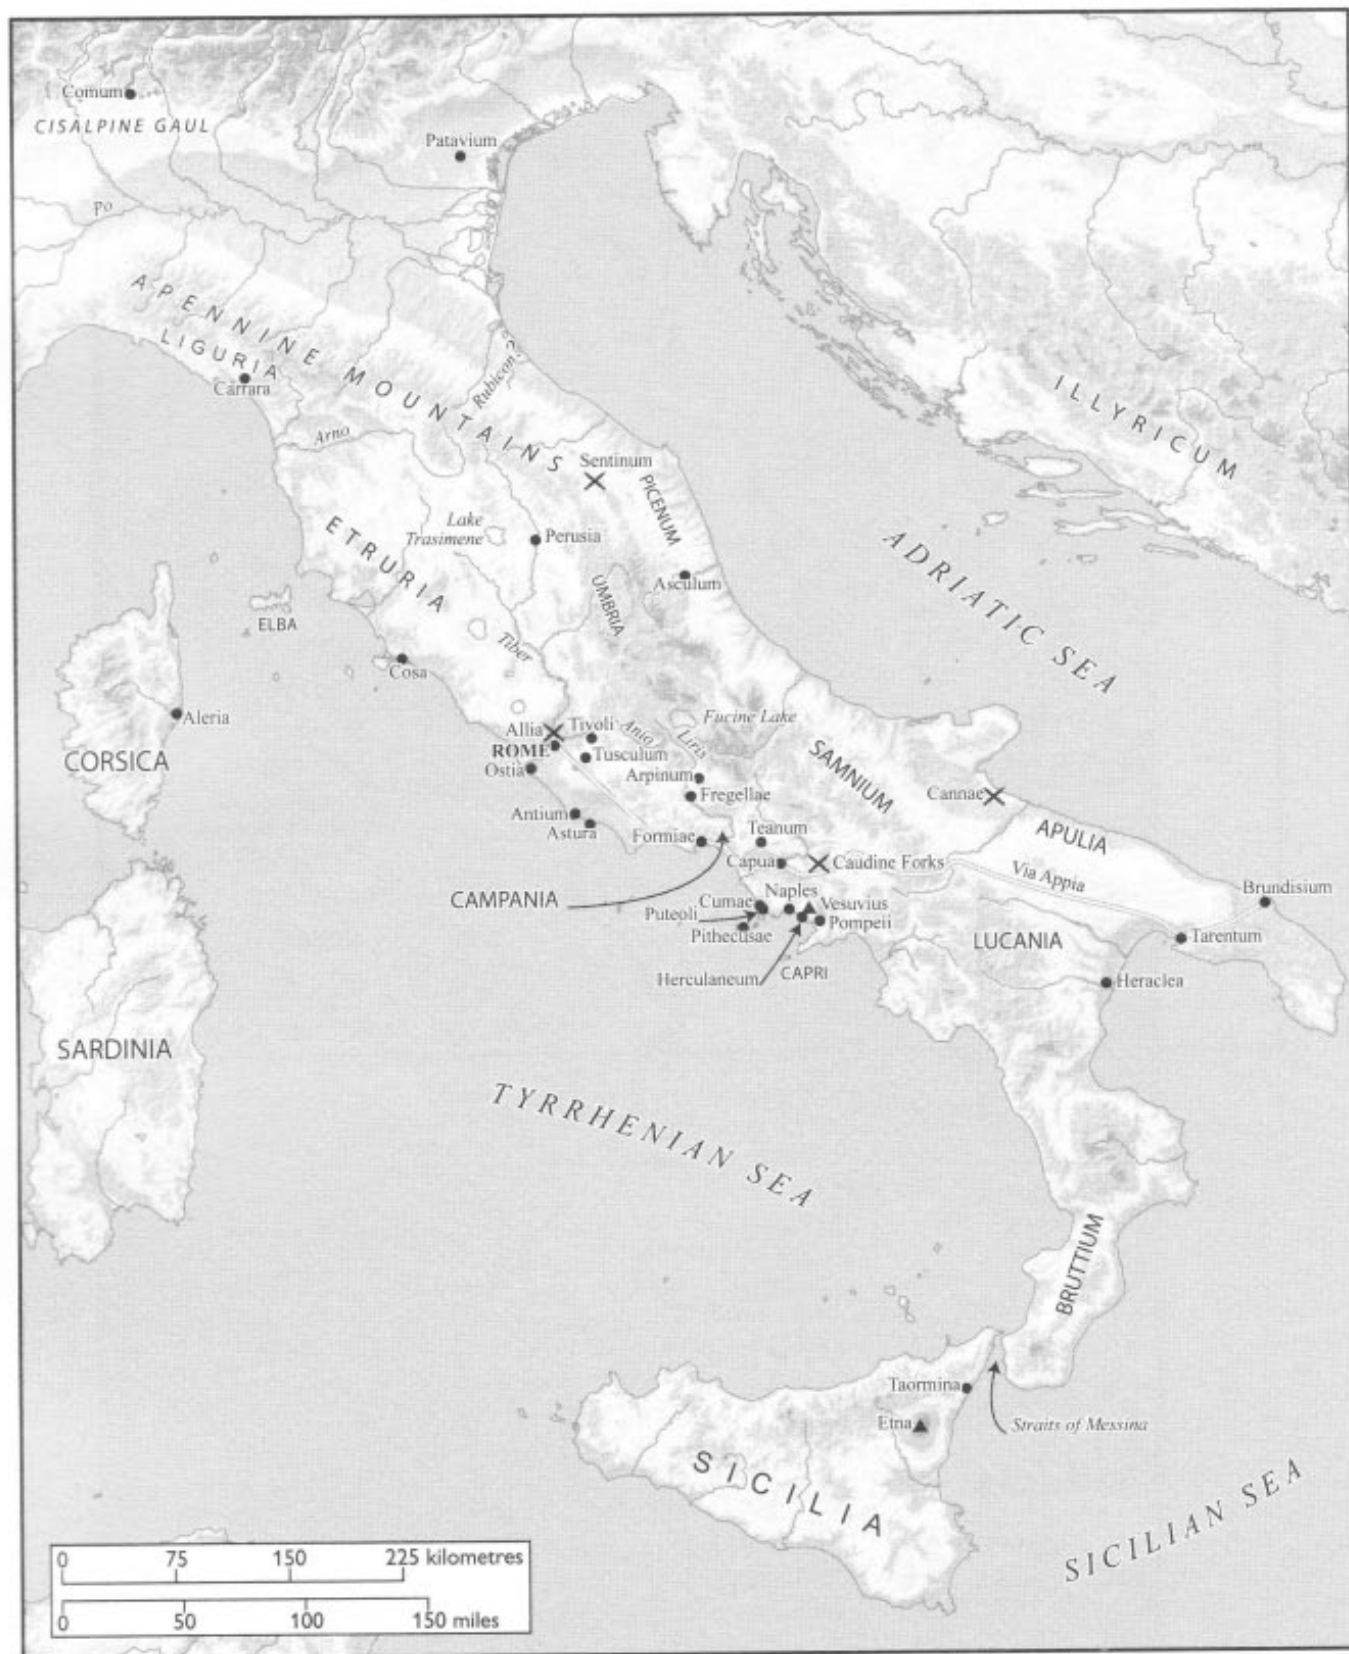 Comum
CISALPINE GAUL
Patavium
Po
APENNINE MOUNTAINS
LIGURIA
Carrara
Rubicon?
Arno
ILLYRICUM
Sentinum
PICENUM
ETRURIA
Lake
Trasimene
Perusia
ADRIATIC SEA
Asculum
UMBRIA
ELBA
Tiber
Cosa
Aleria
CORSICA
Allia
Tivoli
Anio
Liris
Fucine Lake
ROME
Tusculum
Ostia
Arpinum
Fregellae
SAMNIUM
Cannae
Antium
Astura
Formiae
Teanum
APULIA
Capua
Caudine Forks
Via Appia
CAMPANIA
Cumae
Naples
Vesuvius
Brundisium
Puteoli
Pompeii
Pithecusae
LUCANIA
Tarentum
Herculaneum
CAPRI
Heraclea
SARDINIA
TYRRHENIAN SEA
BRUTTIUM
Taormina
Etna
Straits of Messina
SICILIA
SICILIAN SEA
0 75 150 225 kilometres
0 50 100 150 miles